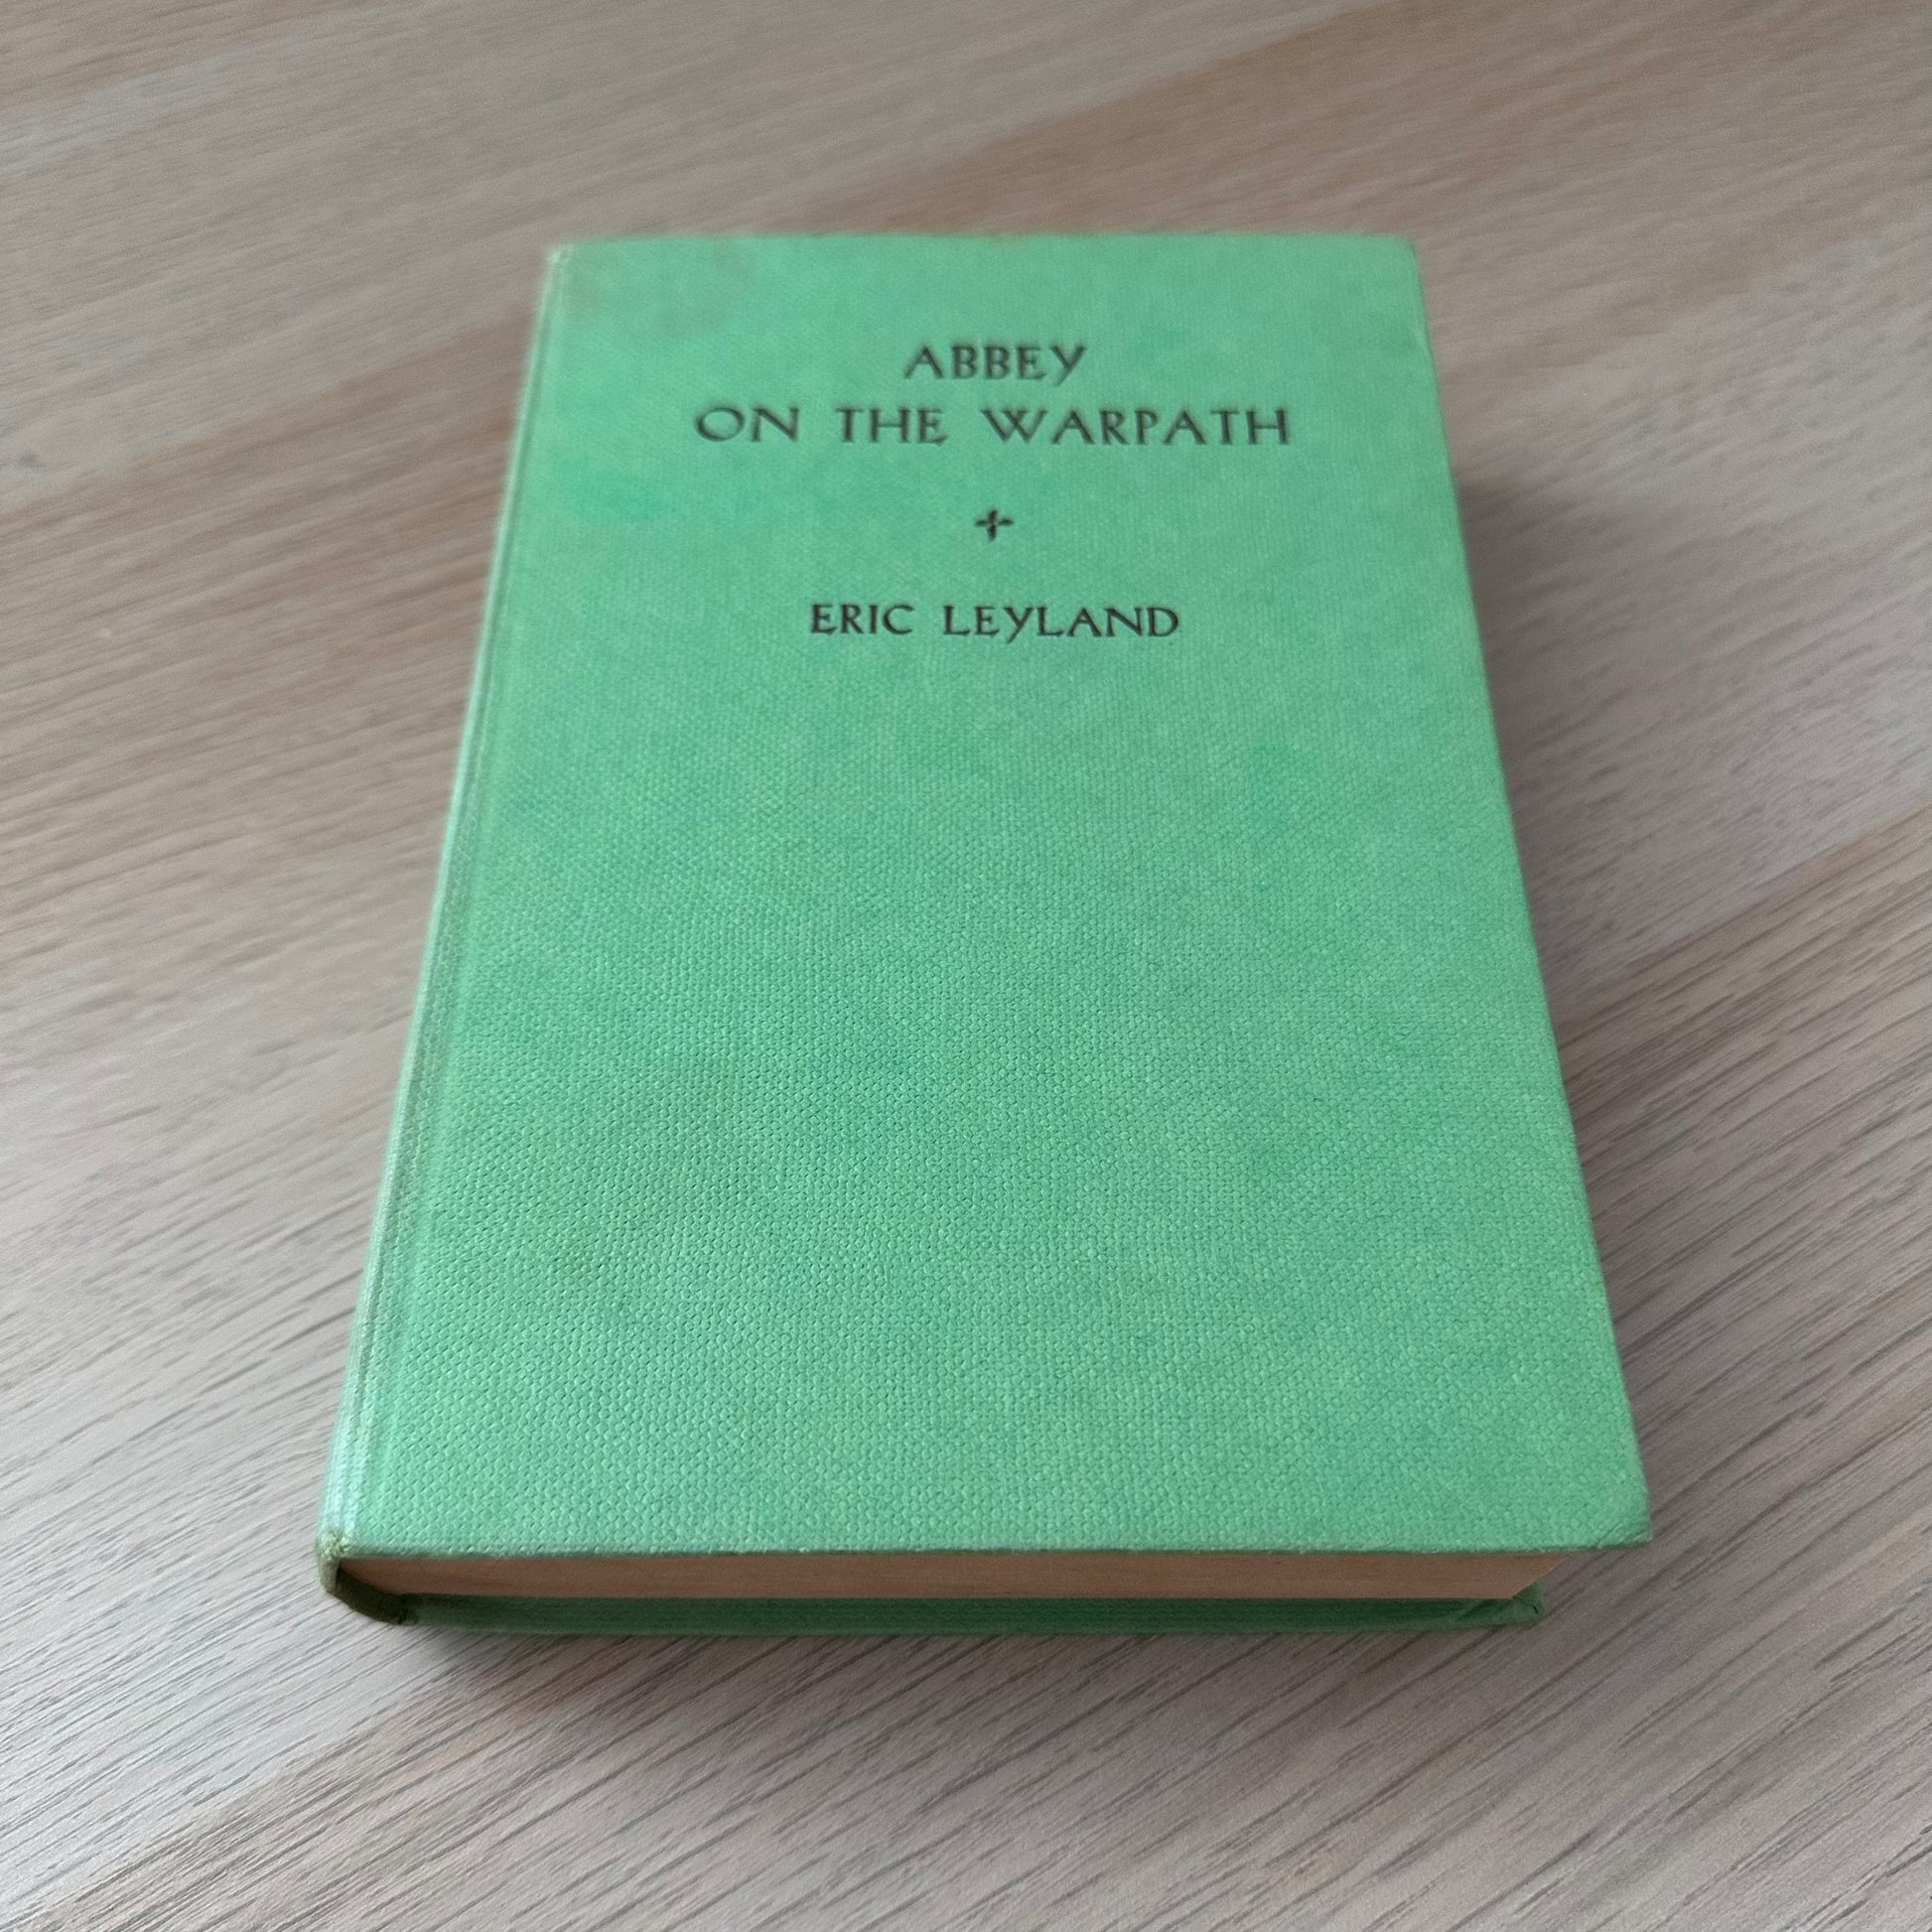 ABBEY
ON THE WARPATH
ERIC LEYLAND